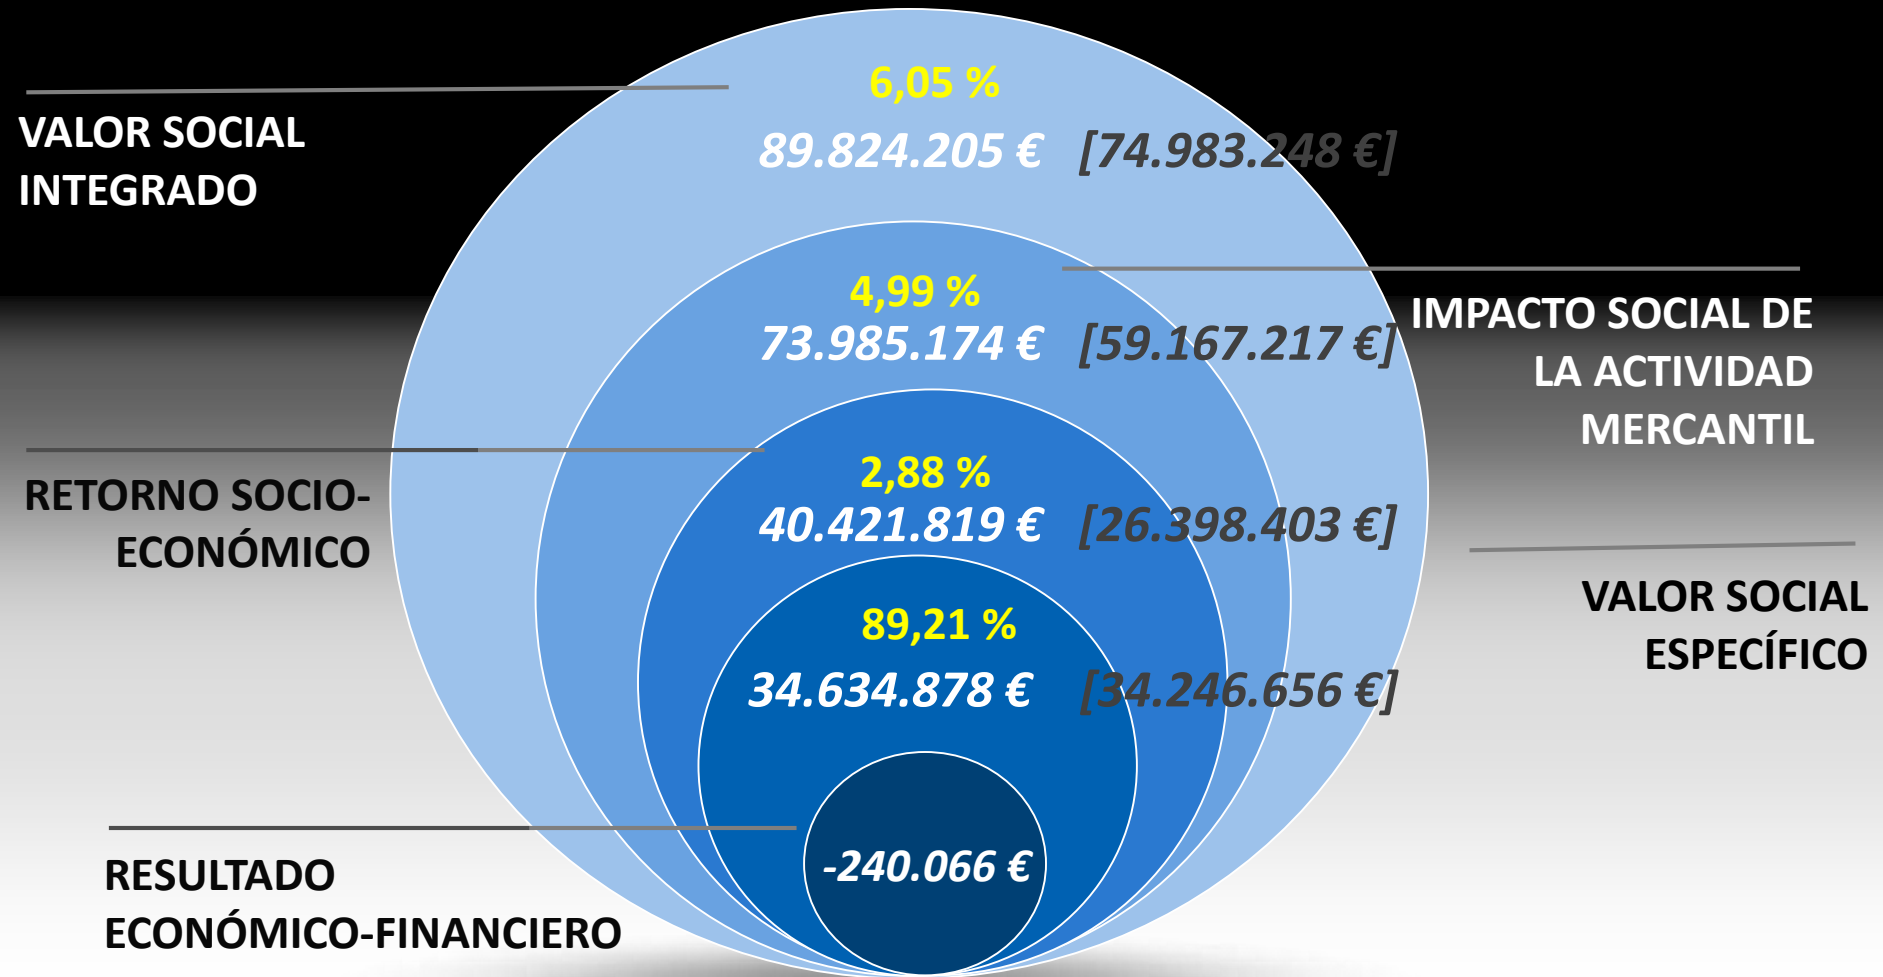 6,05 %
89.824.205 € [74.983.248 €]
VALOR SOCIAL
INTEGRADO
4,99 %
73.985.174 € [59.167.217 €]
IMPACTO SOCIAL DE
LA ACTIVIDAD
MERCANTIL
2,88 %
40.421.819 € [26.398.403 €]
RETORNO SOCIO-
ECONÓMICO
VALOR SOCIAL
ESPECÍFICO
89,21 %
34.634.878 € [34.246.656 €]
-240.066 €
RESULTADO
ECONÓMICO-FINANCIERO